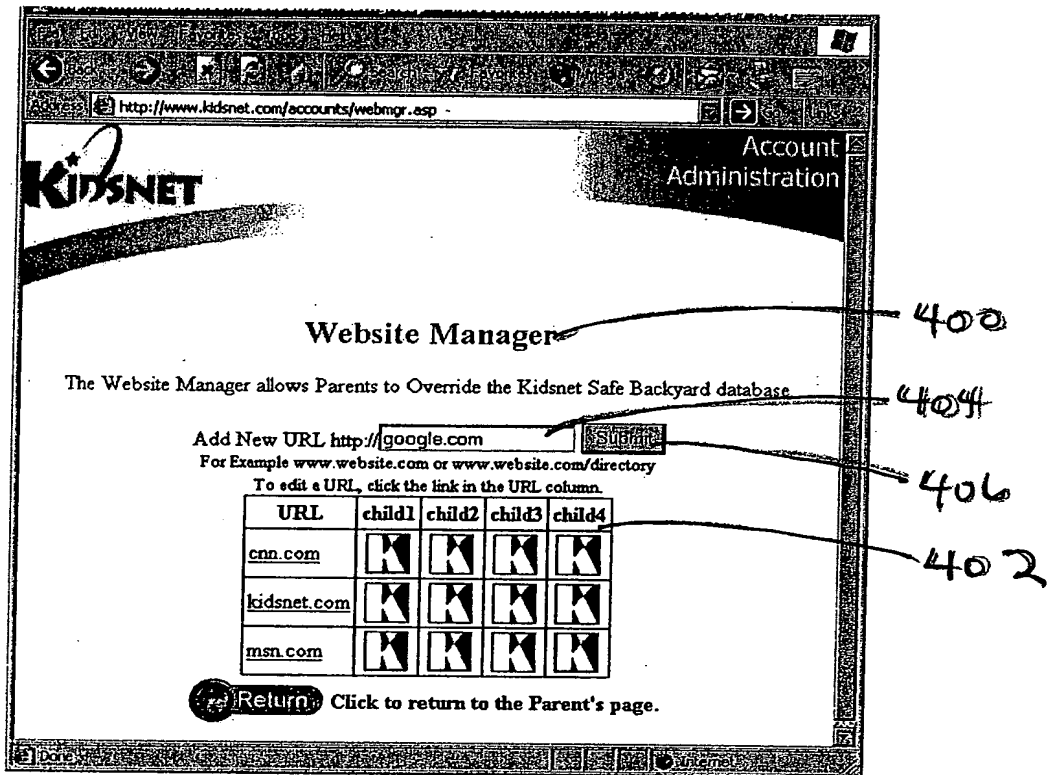 Address http://www.kidsnet.com/accounts/webmgr.asp
KIDSNET
Account
Administration
Website Manager
400
The Website Manager allows Parents to Override the Kidsnet Safe Backyard database
404
Add New URL http:// google.com Submit
For Example www.website.com or www.website.com/directory
406
To edit a URL, click the link in the URL column.
URL child1 child2 child3 child4
402
cnn.com K K K K
kidsnet.com K K K K
msn.com K K K K
Return Click to return to the Parent's page.
Done Internet